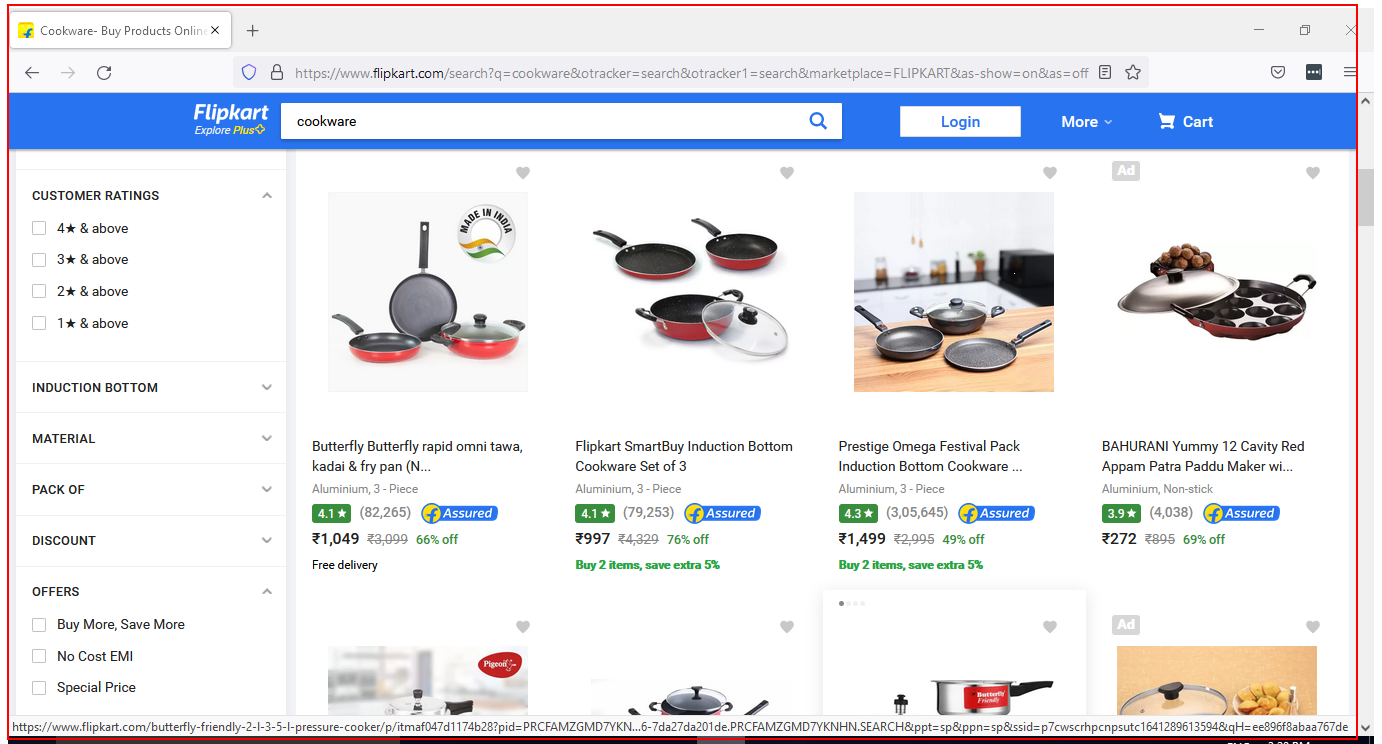 Cookware- Buy Products Online
https://www.flipkart.com/search?q=cookware&otracker=search&otracker1=search&marketplace=FLIPKART&as-show=on&as=off
Flipkart
Explore Plus
cookware
Login
More
Cart
CUSTOMER RATINGS
4★ & above
3★ & above
2★ & above
1★ & above
INDUCTION BOTTOM
MATERIAL
PACK OF
DISCOUNT
OFFERS
Buy More, Save More
No Cost EMI
Special Price
MADE IN INDIA
Butterfly Butterfly rapid omni tawa,
kadai & fry pan (N...
Aluminium, 3 - Piece
4.1★ (82,265) Assured
₹1,049 ₹3,099 66% off
Free delivery
Flipkart SmartBuy Induction Bottom
Cookware Set of 3
Aluminium, 3 - Piece
4.1★ (79,253) Assured
₹997 ₹4,329 76% off
Buy 2 items, save extra 5%
Prestige Omega Festival Pack
Induction Bottom Cookware ...
Aluminium, 3 - Piece
4.3★ (3,05,645) Assured
₹1,499 ₹2,995 49% off
Buy 2 items, save extra 5%
Ad
BAHURANI Yummy 12 Cavity Red
Appam Patra Paddu Maker wi...
Aluminium, Non-stick
3.9★ (4,038) Assured
₹272 ₹895 69% off
Pigeon
Butterfly
Friendly
Ad
https://www.flipkart.com/butterfly-friendly-2-l-3-5-l-pressure-cooker/p/itmaf047d1174b28?pid=PRCFAMZGMD7YKN...6-7da27da201de.PRCFAMZGMD7YKNHN.SEARCH&ppt=sp&ppn=sp&ssid=p7cwscrhpcnpsutc1641289613594&qH=ee896f8abaa767de